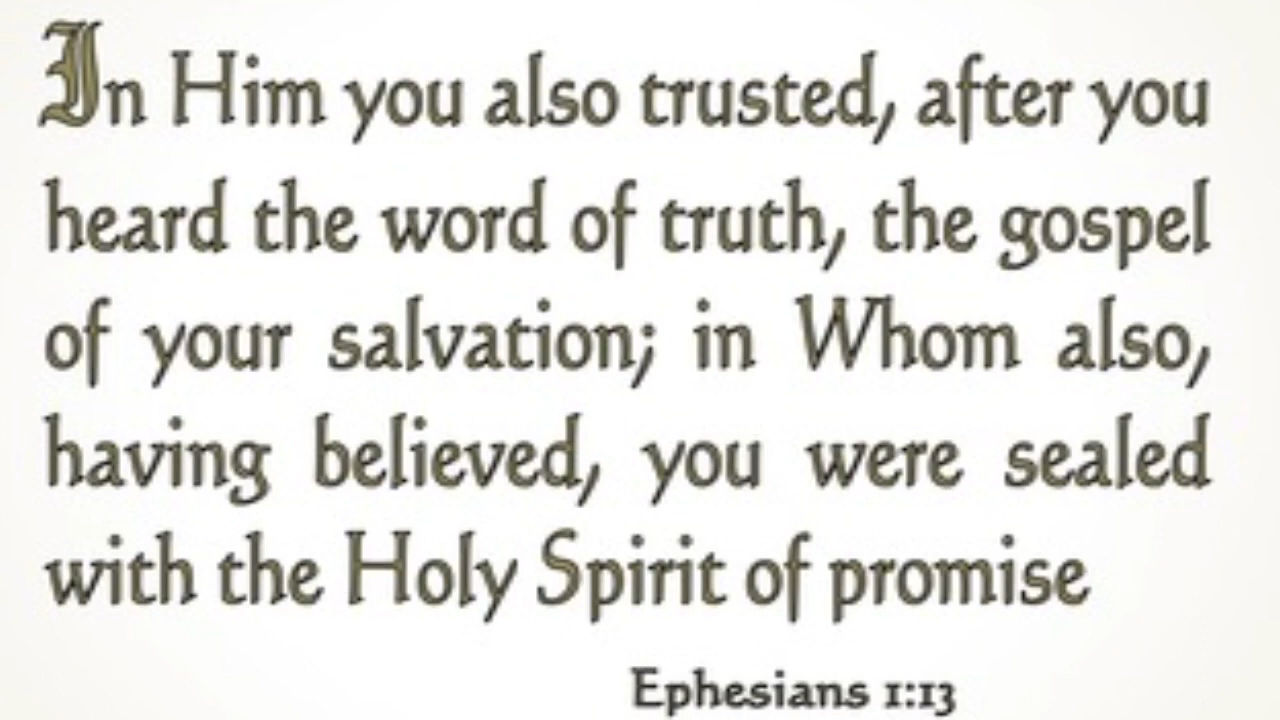 In Him you also trusted, after you
heard the word of truth, the gospel
of your salvation; in Whom also,
having believed, you were sealed
with the Holy Spirit of promise
Ephesians 1:13